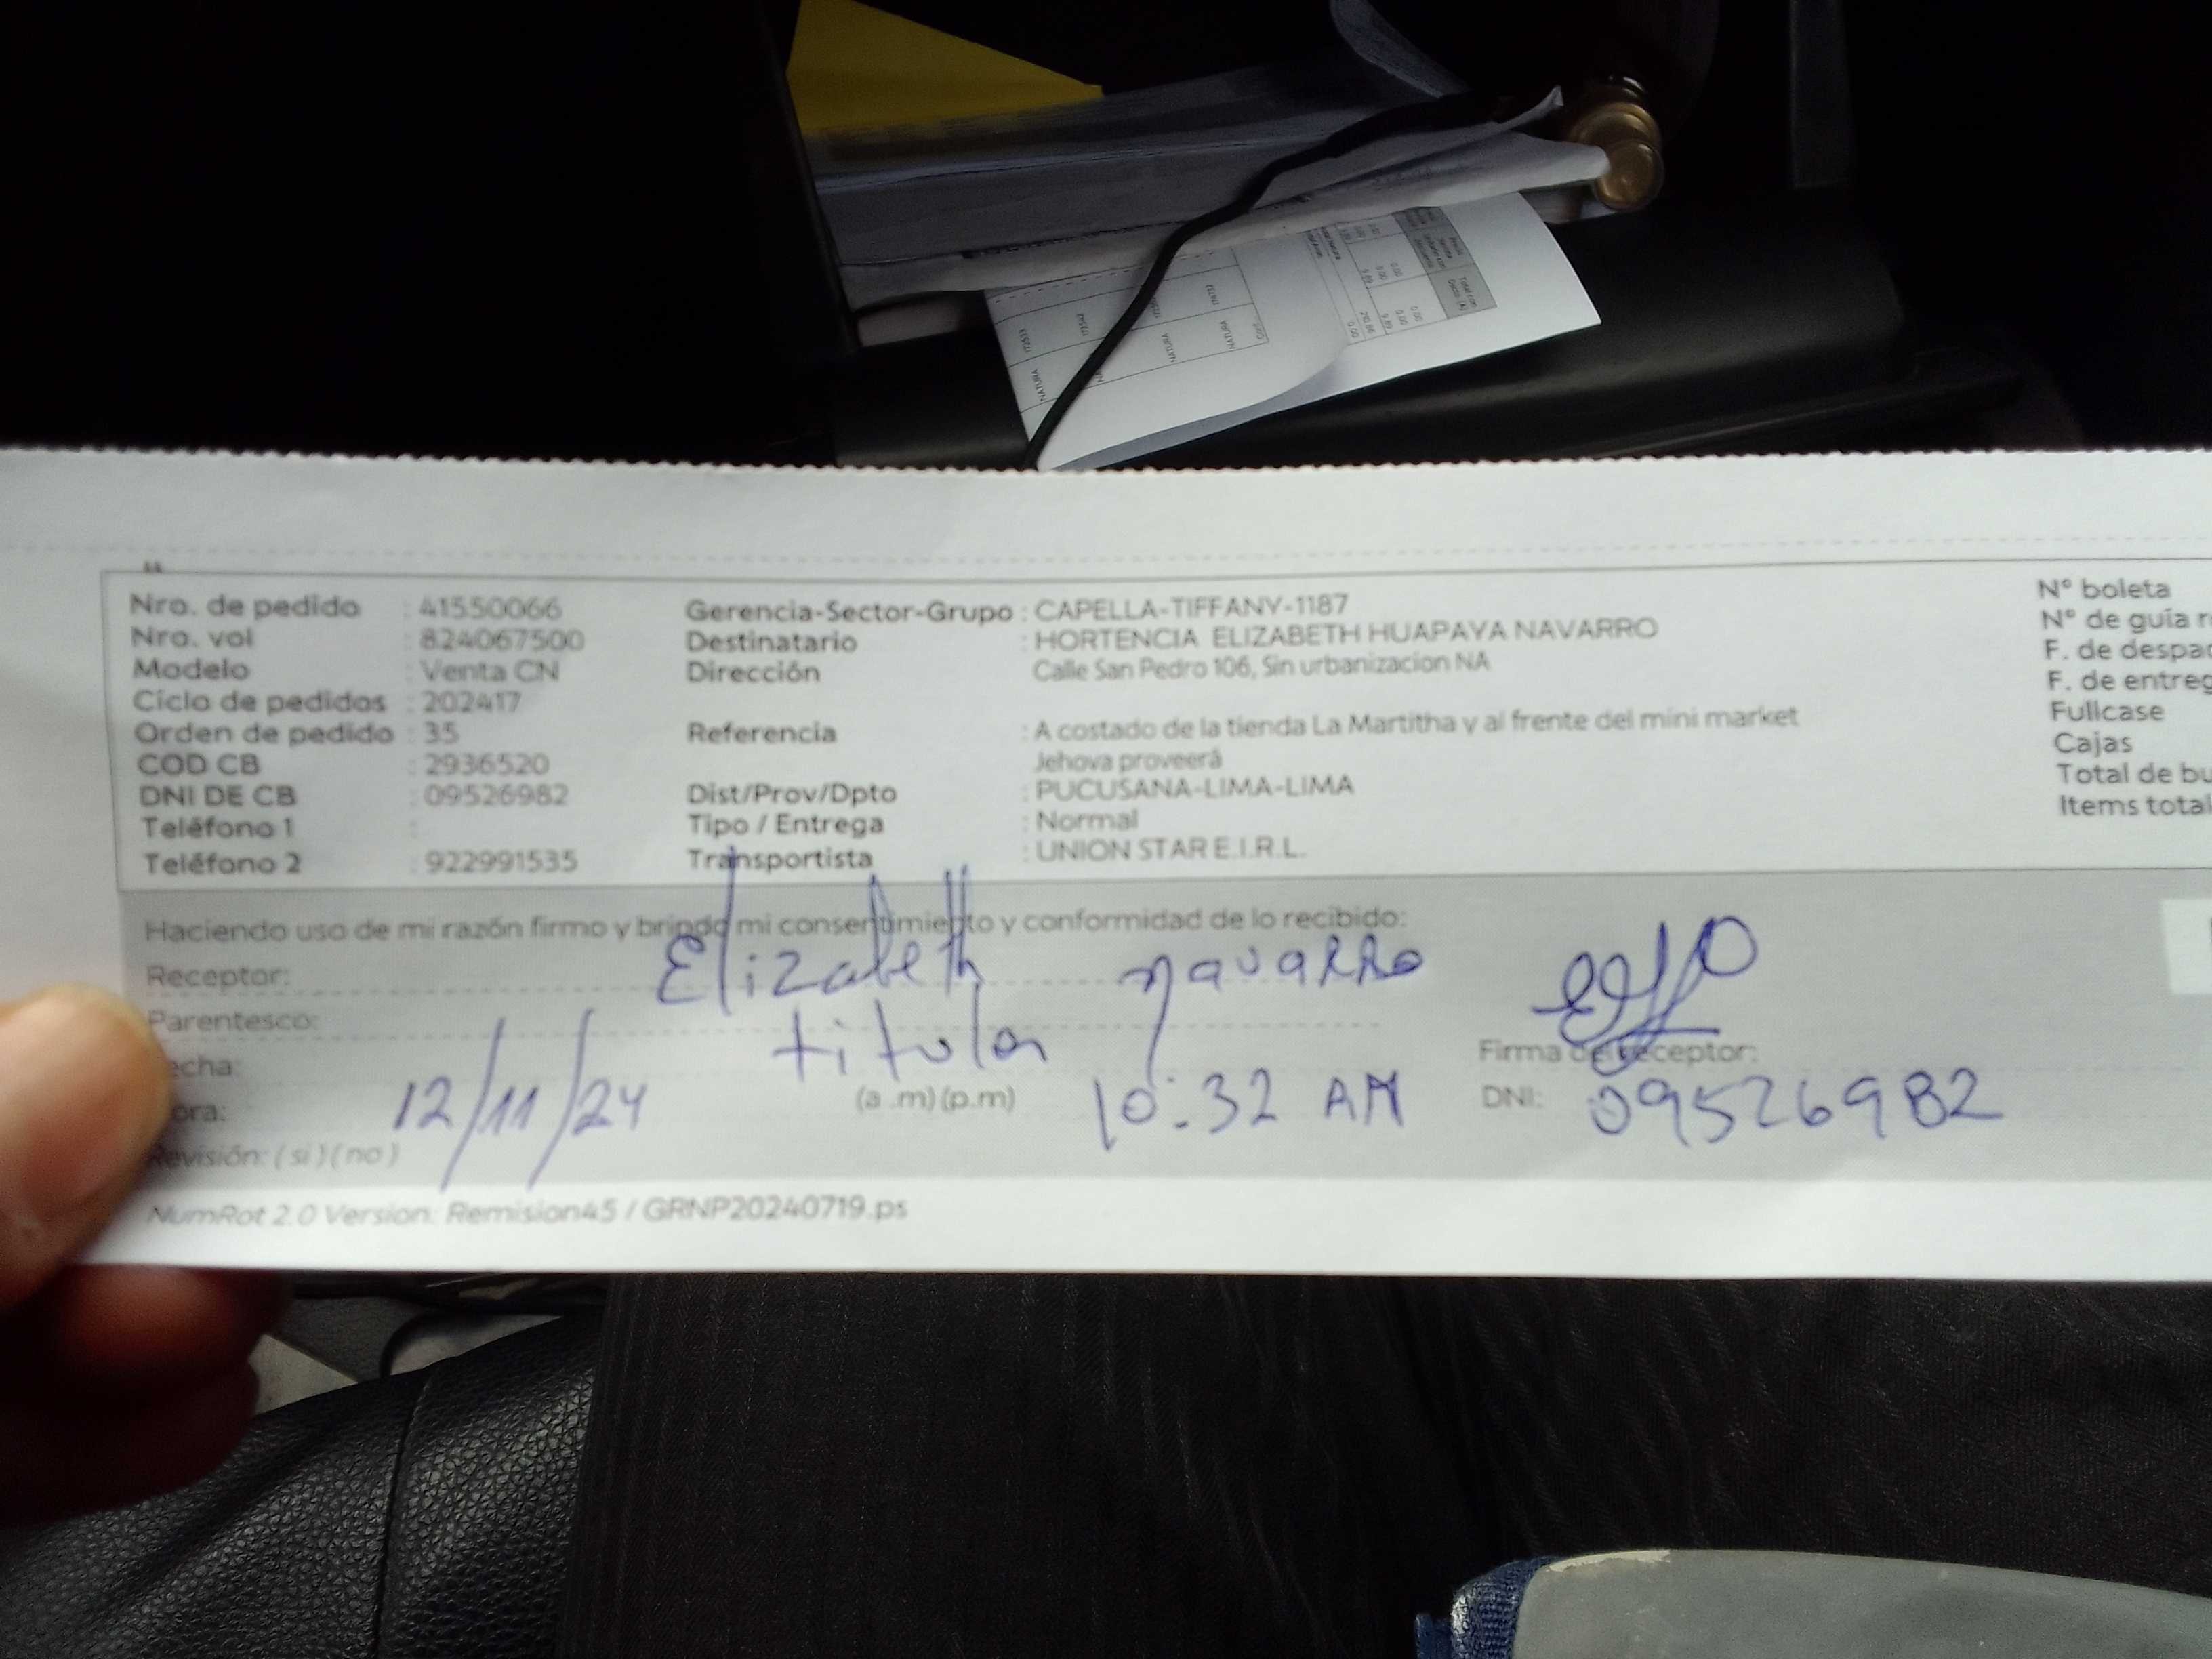 Nro. de pedido : 41550066
Nro. vol : 824067500
Modelo : Venta CN
Ciclo de pedidos : 202417
Orden de pedido : 35
COD CB : 2936520
DNI DE CB : 09526982
Teléfono 1 :
Teléfono 2 : 922991535
Gerencia-Sector-Grupo : CAPELLA-TIFFANY-1187
Destinatario : HORTENCIA ELIZABETH HUAPAYA NAVARRO
Dirección Calle San Pedro 106, Sin urbanizacion NA
Referencia : A costado de la tienda La Martitha y al frente del mini market
Jehova proveerá
Dist/Prov/Dpto : PUCUSANA-LIMA-LIMA
Tipo / Entrega : Normal
Transportista : UNION STAR E.I.R.L.
N° boleta
N° de guía
F. de
F. de
Fullcase
Cajas
Total de
Items
Haciendo uso de mi razón firmo y brindo mi consentimiento y conformidad de lo recibido:
Receptor: Elizabeth Navarro
Parentesco: titular
12/11/24
(a .m) (p.m) 10:32 AM
Revisión: ( si ) ( no )
Firma del receptor:
DNI: 09526982
NumRot 2.0 Version: Remision45 / GRNP20240719.ps
NATURA
NATURA
NATURA